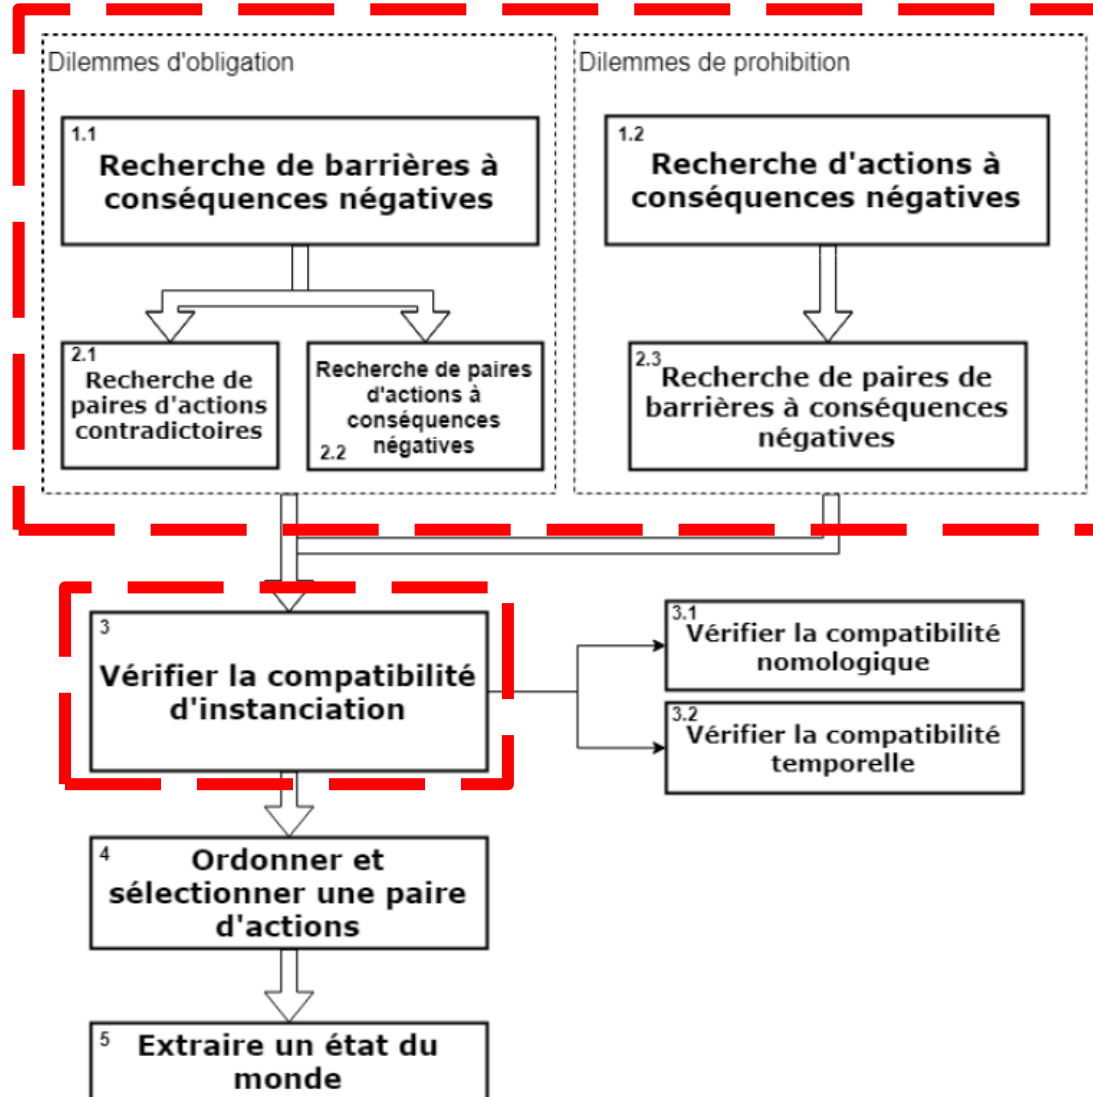 Dilemmes d'obligation
1.1
Recherche de barrières à
conséquences négatives
2.1
Recherche de
paires d'actions
contradictoires
Recherche de paires
d'actions à
conséquences
négatives
2.2
Dilemmes de prohibition
1.2
Recherche d'actions à
conséquences négatives
2.3
Recherche de paires de
barrières à conséquences
négatives
3
Vérifier la compatibilité
d'instanciation
3.1
Vérifier la compatibilité
nomologique
3.2
Vérifier la compatibilité
temporelle
4
Ordonner et
sélectionner une paire
d'actions
5
Extraire un état du
monde